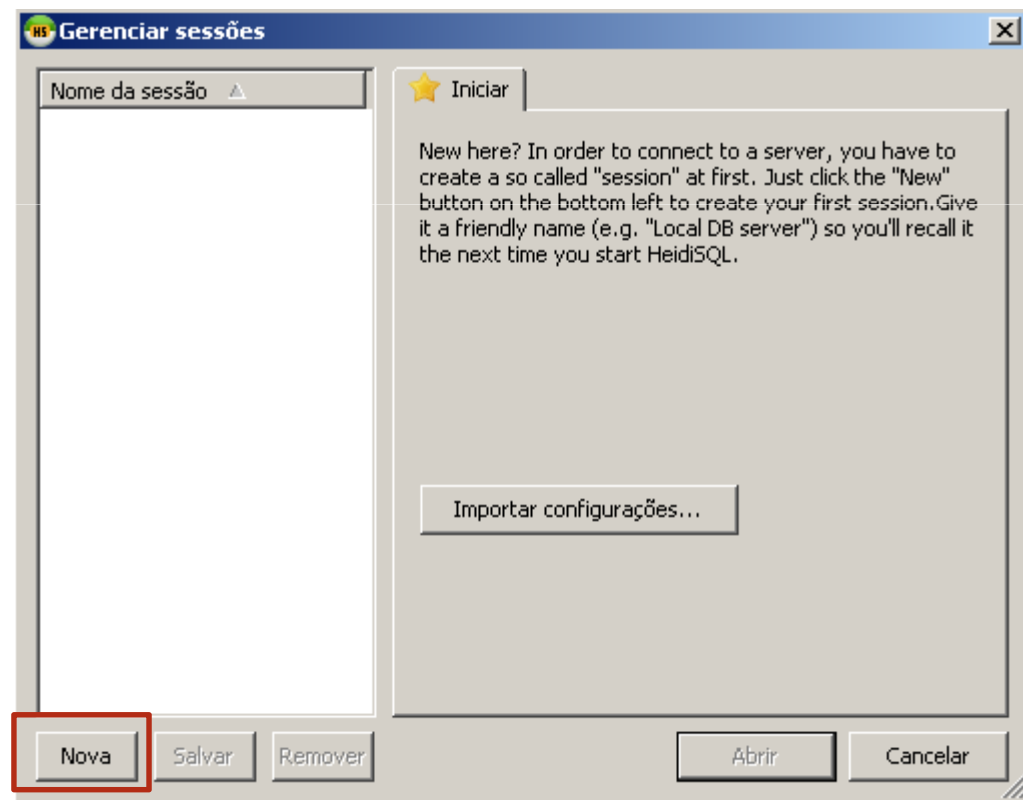 HS Gerenciar sessões
Nome da sessão
Iniciar
New here? In order to connect to a server, you have to
create a so called "session" at first. Just click the "New"
button on the bottom left to create your first session.Give
it a friendly name (e.g. "Local DB server") so you'll recall it
the next time you start HeidiSQL.
Importar configurações...
Nova Salvar Remover Abrir Cancelar